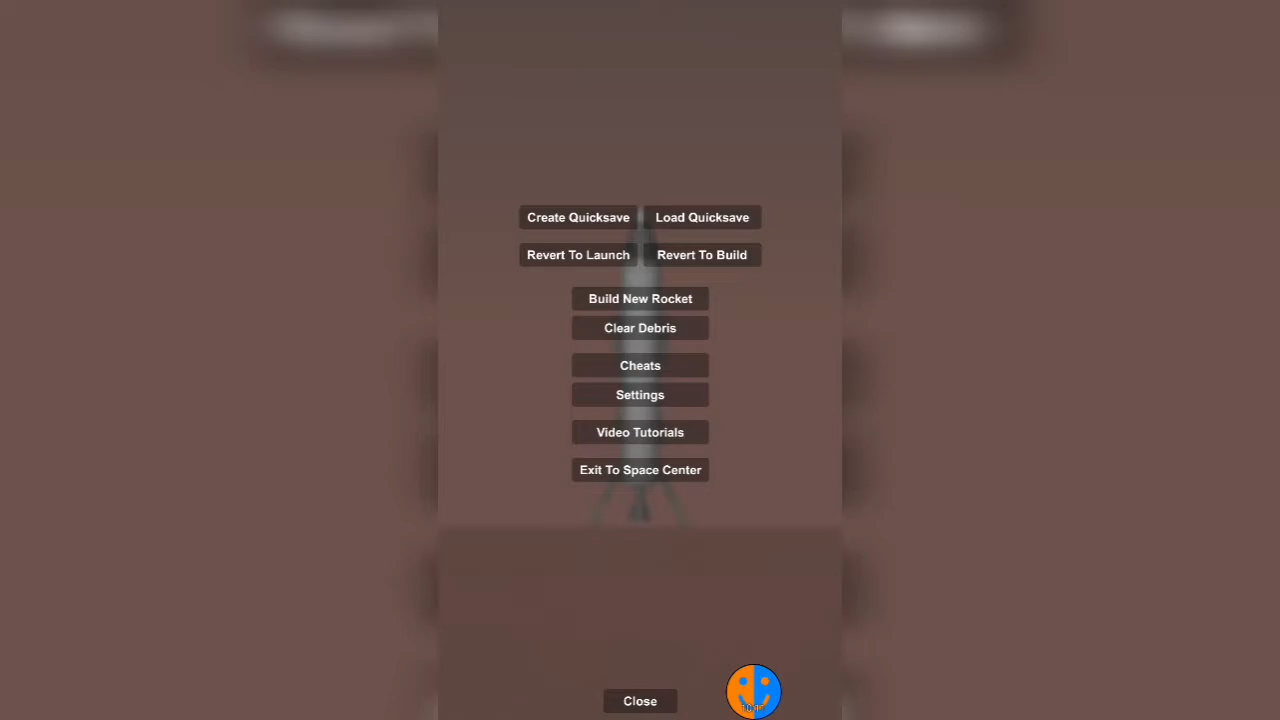 Create Quicksave Load Quicksave
Revert To Launch Revert To Build
Build New Rocket
Clear Debris
Cheats
Settings
Video Tutorials
Exit To Space Center
Close